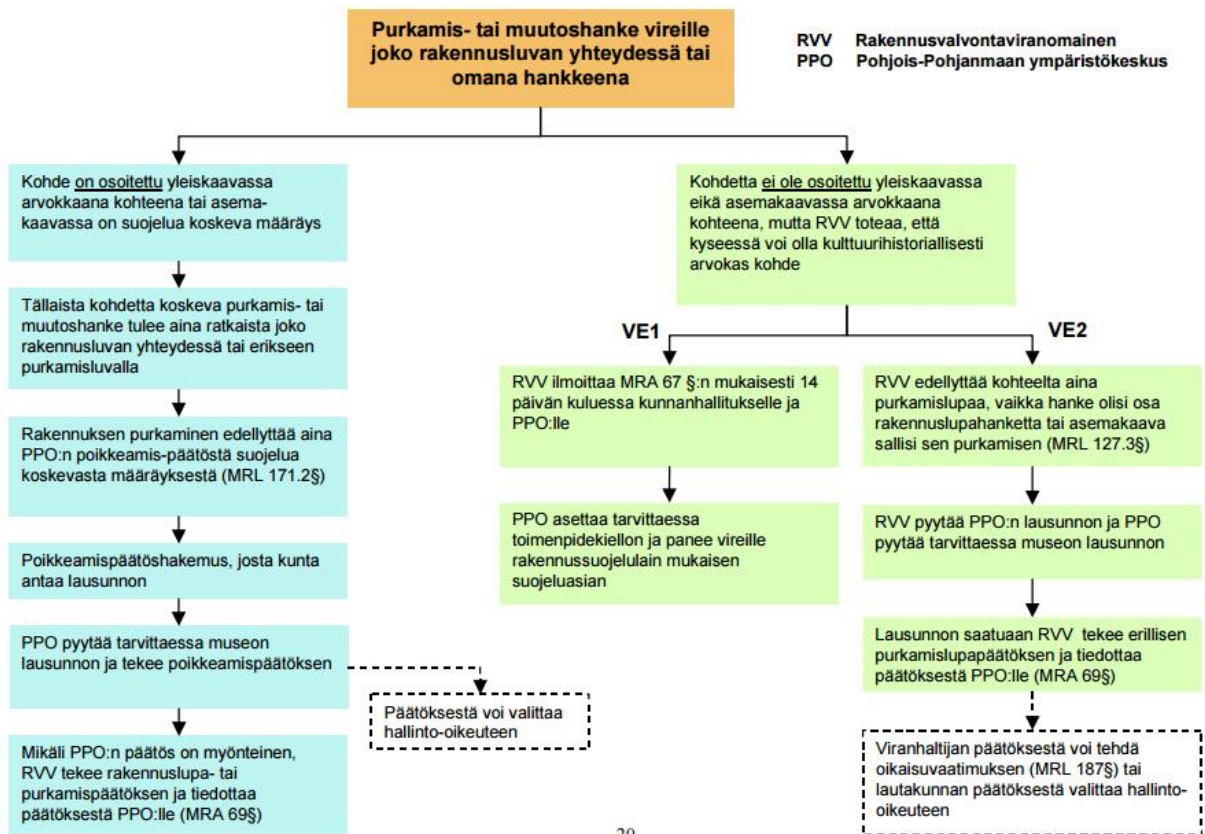 Purkamis- tai muutoshanke vireille
joko rakennusluvan yhteydessä tai
omana hankkeena
RVV Rakennusvalvontaviranomainen
PPO Pohjois-Pohjanmaan ympäristökeskus
Kohde on osoitettu yleiskaavassa
arvokkaana kohteena tai asema-
kaavassa on suojelua koskeva määräys
Tällaista kohdetta koskeva purkamis- tai
muutoshanke tulee aina ratkaista joko
rakennusluvan yhteydessä tai erikseen
purkamisluvalla
Rakennuksen purkaminen edellyttää aina
PPO:n poikkeamis-päätöstä suojelua
koskevasta määräyksestä (MRL 171.2§)
Poikkeamispäätöshakemus, josta kunta
antaa lausunnon
PPO pyytää tarvittaessa museon
lausunnon ja tekee poikkeamispäätöksen
Päätöksestä voi valittaa
hallinto-oikeuteen
Mikäli PPO:n päätös on myönteinen,
RVV tekee rakennuslupa- tai
purkamispäätöksen ja tiedottaa
päätöksestä PPO:lle (MRA 69§)
Kohdetta ei ole osoitettu yleiskaavassa
eikä asemakaavassa arvokkaana
kohteena, mutta RVV toteaa, että
kyseessä voi olla kulttuurihistoriallisesti
arvokas kohde
VE1
RVV ilmoittaa MRA 67 §:n mukaisesti 14
päivän kuluessa kunnanhallitukselle ja
PPO:lle
PPO asettaa tarvittaessa
toimenpidekiellon ja panee vireille
rakennussuojelulain mukaisen
suojeluasian
VE2
RVV edellyttää kohteelta aina
purkamislupaa, vaikka hanke olisi osa
rakennuslupahanketta tai asemakaava
sallisi sen purkamisen (MRL 127.3§)
RVV pyytää PPO:n lausunnon ja PPO
pyytää tarvittaessa museon lausunnon
Lausunnon saatuaan RVV tekee erillisen
purkamislupapäätöksen ja tiedottaa
päätöksestä PPO:lle (MRA 69§)
Viranhaltijan päätöksestä voi tehdä
oikaisuvaatimuksen (MRL 187§) tai
lautakunnan päätöksestä valittaa hallinto-
oikeuteen